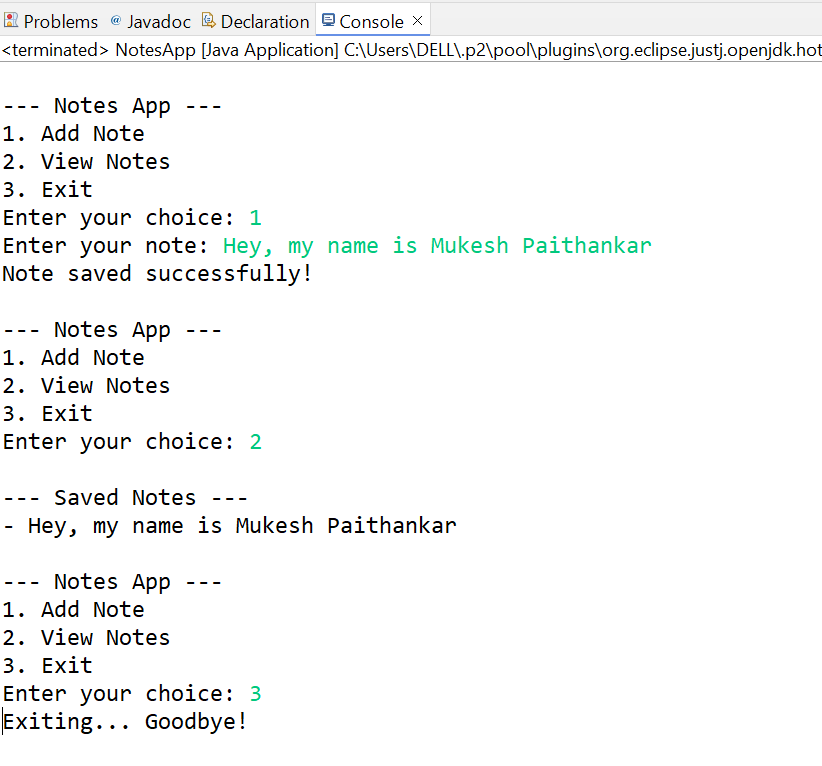 Problems @ Javadoc Declaration Console
<terminated> NotesApp [Java Application] C:\Users\DELL\.p2\pool\plugins\org.eclipse.justj.openjdk.hot
--- Notes App ---
1. Add Note
2. View Notes
3. Exit
Enter your choice: 1
Enter your note: Hey, my name is Mukesh Paithankar
Note saved successfully!
--- Notes App ---
1. Add Note
2. View Notes
3. Exit
Enter your choice: 2
--- Saved Notes ---
- Hey, my name is Mukesh Paithankar
--- Notes App ---
1. Add Note
2. View Notes
3. Exit
Enter your choice: 3
Exiting... Goodbye!